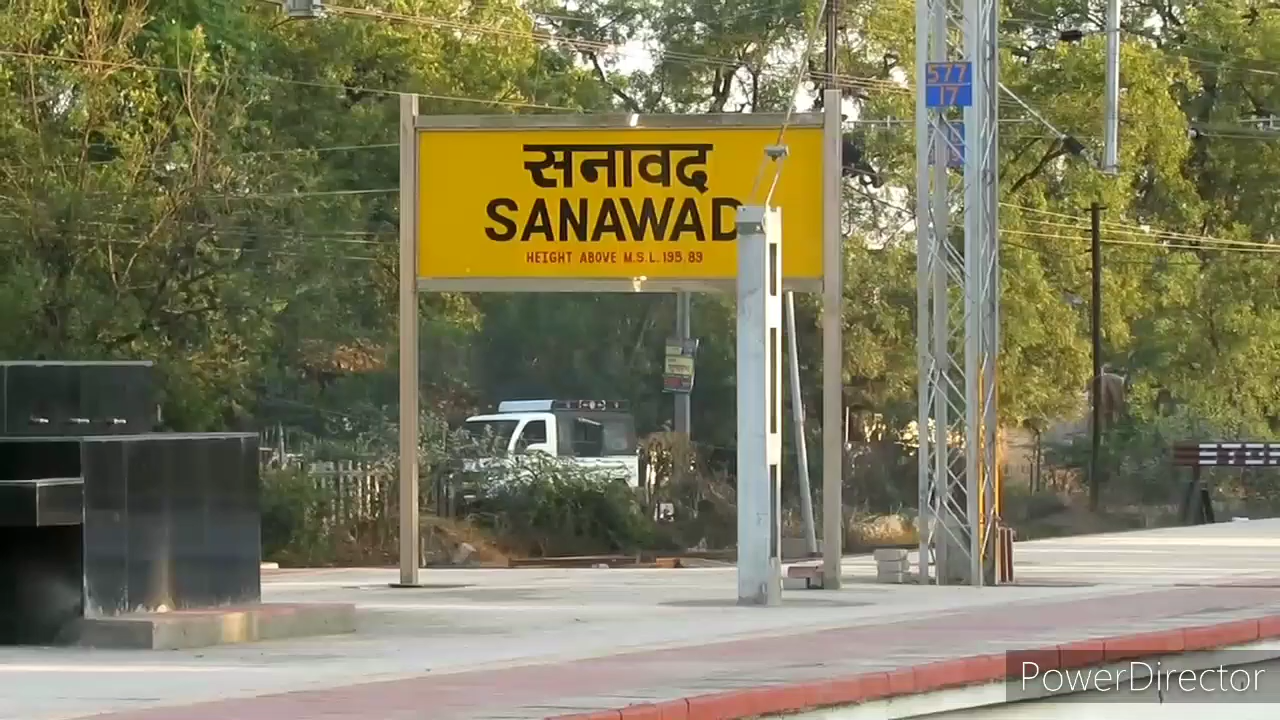 सनावद
SANAWAD
HEIGHT ABOVE M.S.L. 195.89
577
17
PowerDirector